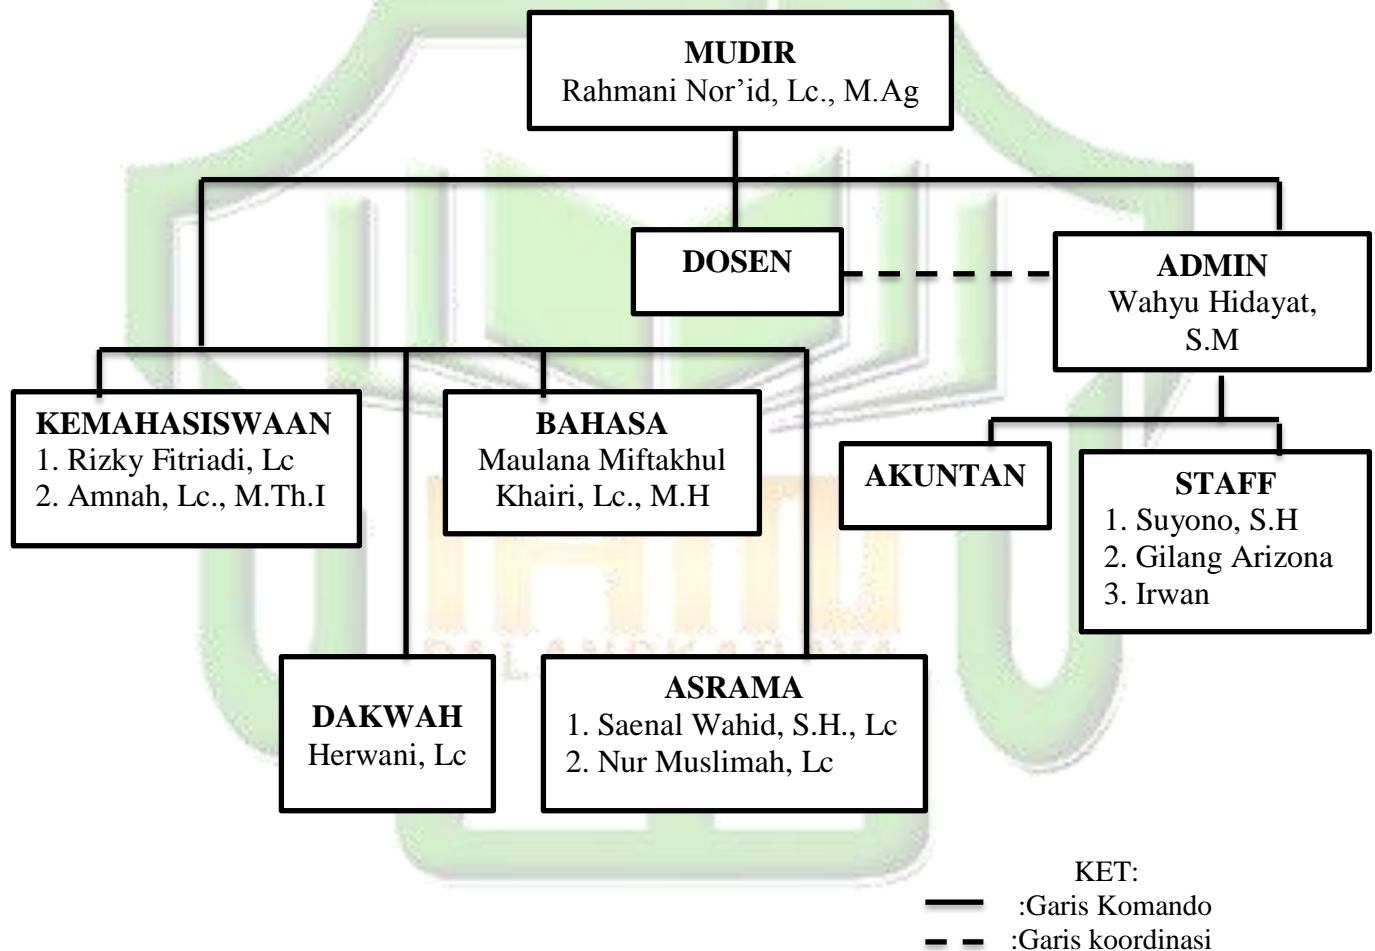 MUDIR
Rahmani Nor’id, Lc., M.Ag
DOSEN
ADMIN
Wahyu Hidayat,
S.M
KEMAHASISWAAN
1. Rizky Fitriadi, Lc
2. Amnah, Lc., M.Th.I
BAHASA
Maulana Miftakhul
Khairi, Lc., M.H
AKUNTAN
STAFF
1. Suyono, S.H
2. Gilang Arizona
3. Irwan
DAKWAH
Herwani, Lc
ASRAMA
1. Saenal Wahid, S.H., Lc
2. Nur Muslimah, Lc
KET:
:Garis Komando
:Garis koordinasi